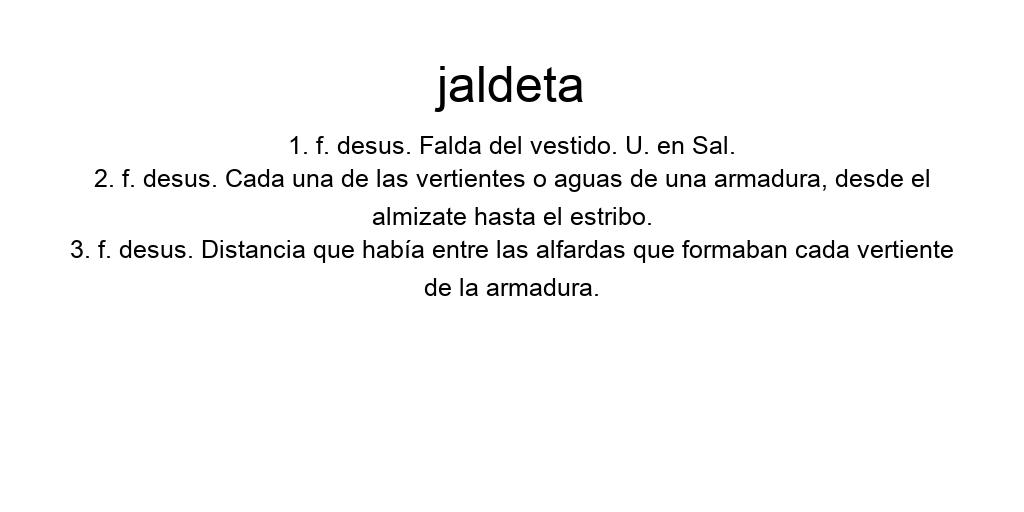 jaldeta
1. f. desus. Falda del vestido. U. en Sal.
2. f. desus. Cada una de las vertientes o aguas de una armadura, desde el
almizate hasta el estribo.
3. f. desus. Distancia que había entre las alfardas que formaban cada vertiente
de la armadura.